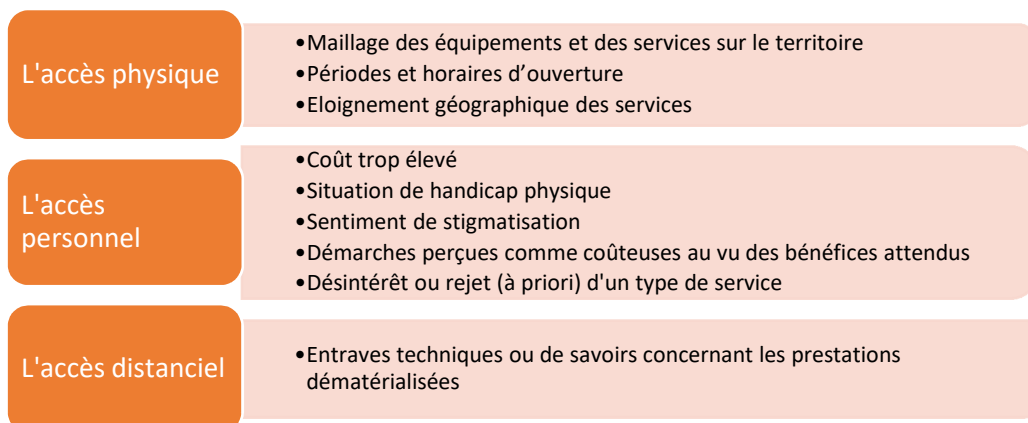 L'accès physique
•Maillage des équipements et des services sur le territoire
•Périodes et horaires d’ouverture
•Eloignement géographique des services
L'accès
personnel
•Coût trop élevé
•Situation de handicap physique
•Sentiment de stigmatisation
•Démarches perçues comme coûteuses au vu des bénéfices attendus
•Désintérêt ou rejet (à priori) d'un type de service
L'accès distanciel
•Entraves techniques ou de savoirs concernant les prestations
dématérialisées